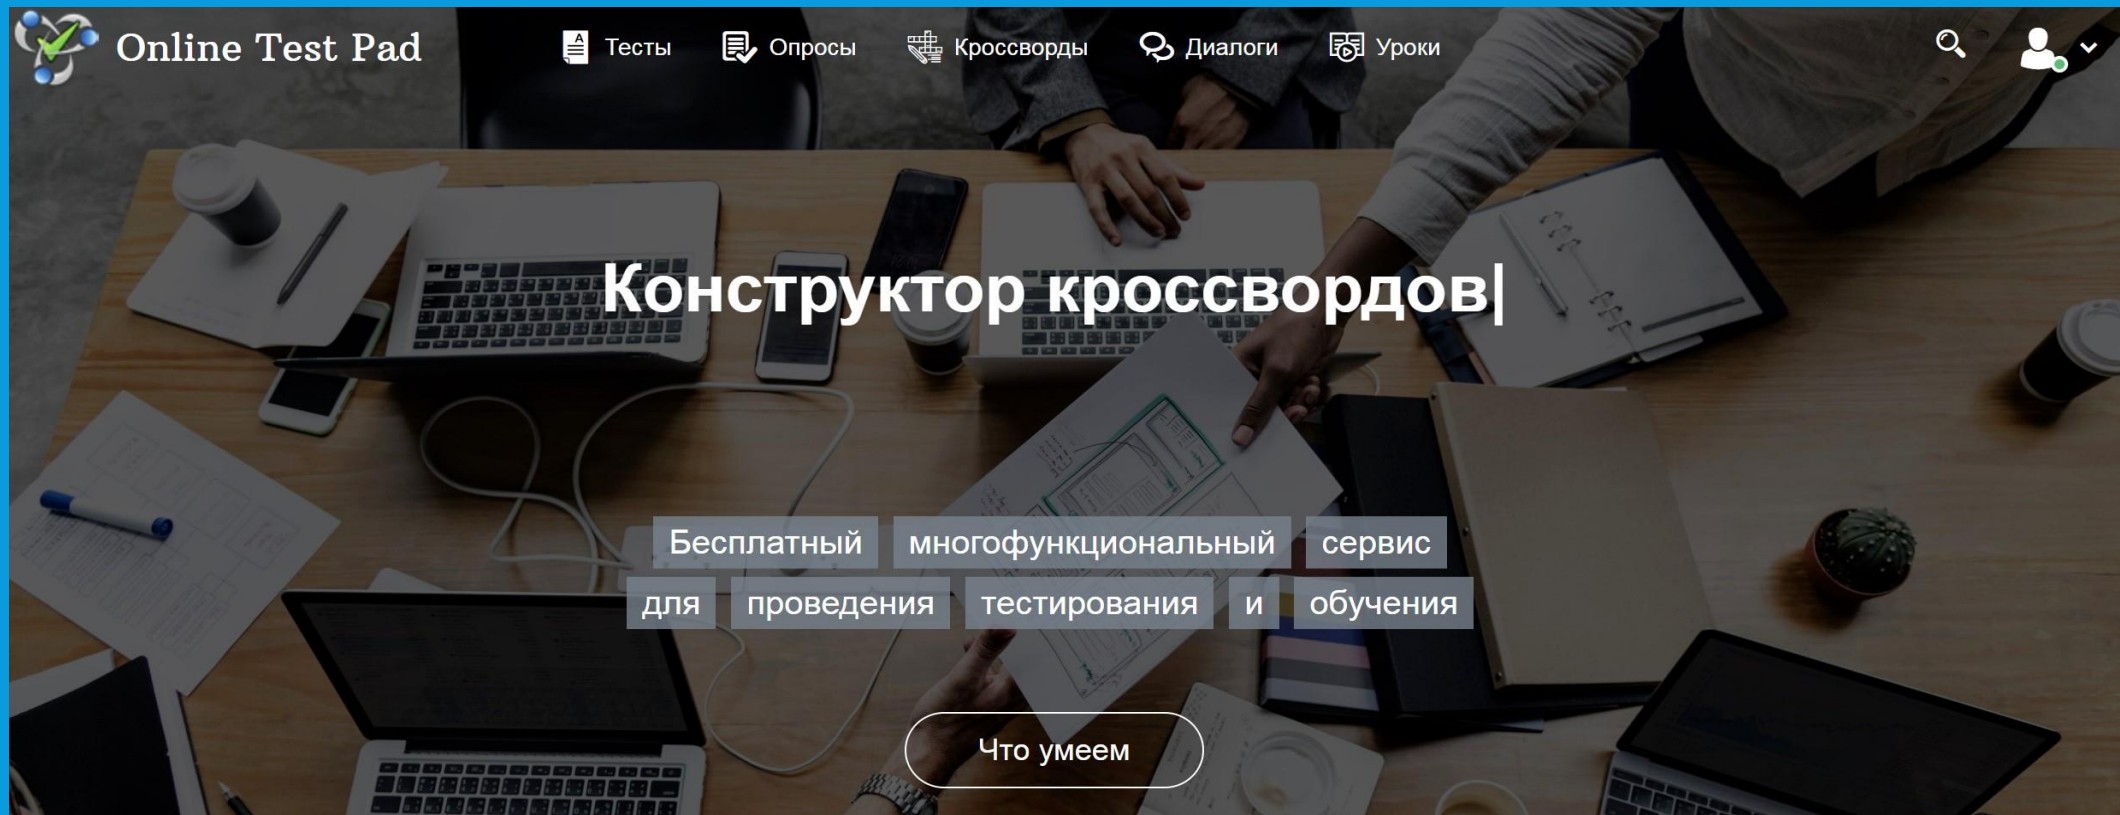 Online Test Pad
Тесты
Опросы
Кроссворды
Диалоги
Уроки
Конструктор кроссвордов|
Бесплатный многофункциональный сервис
для проведения тестирования и обучения
Что умеем